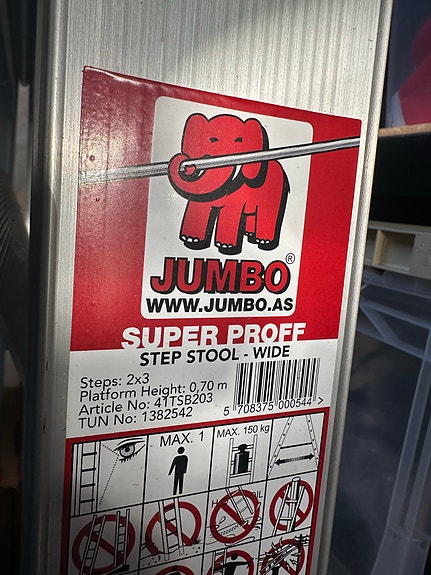 JUMBO ®
WWW.JUMBO.AS
SUPER PROFF
STEP STOOL - WIDE
Steps: 2x3
Platform Height: 0,70 m
Article No: 41TSB203
TUN No: 1382542
5 708375 000544 >
MAX. 1
MAX. 150 kg